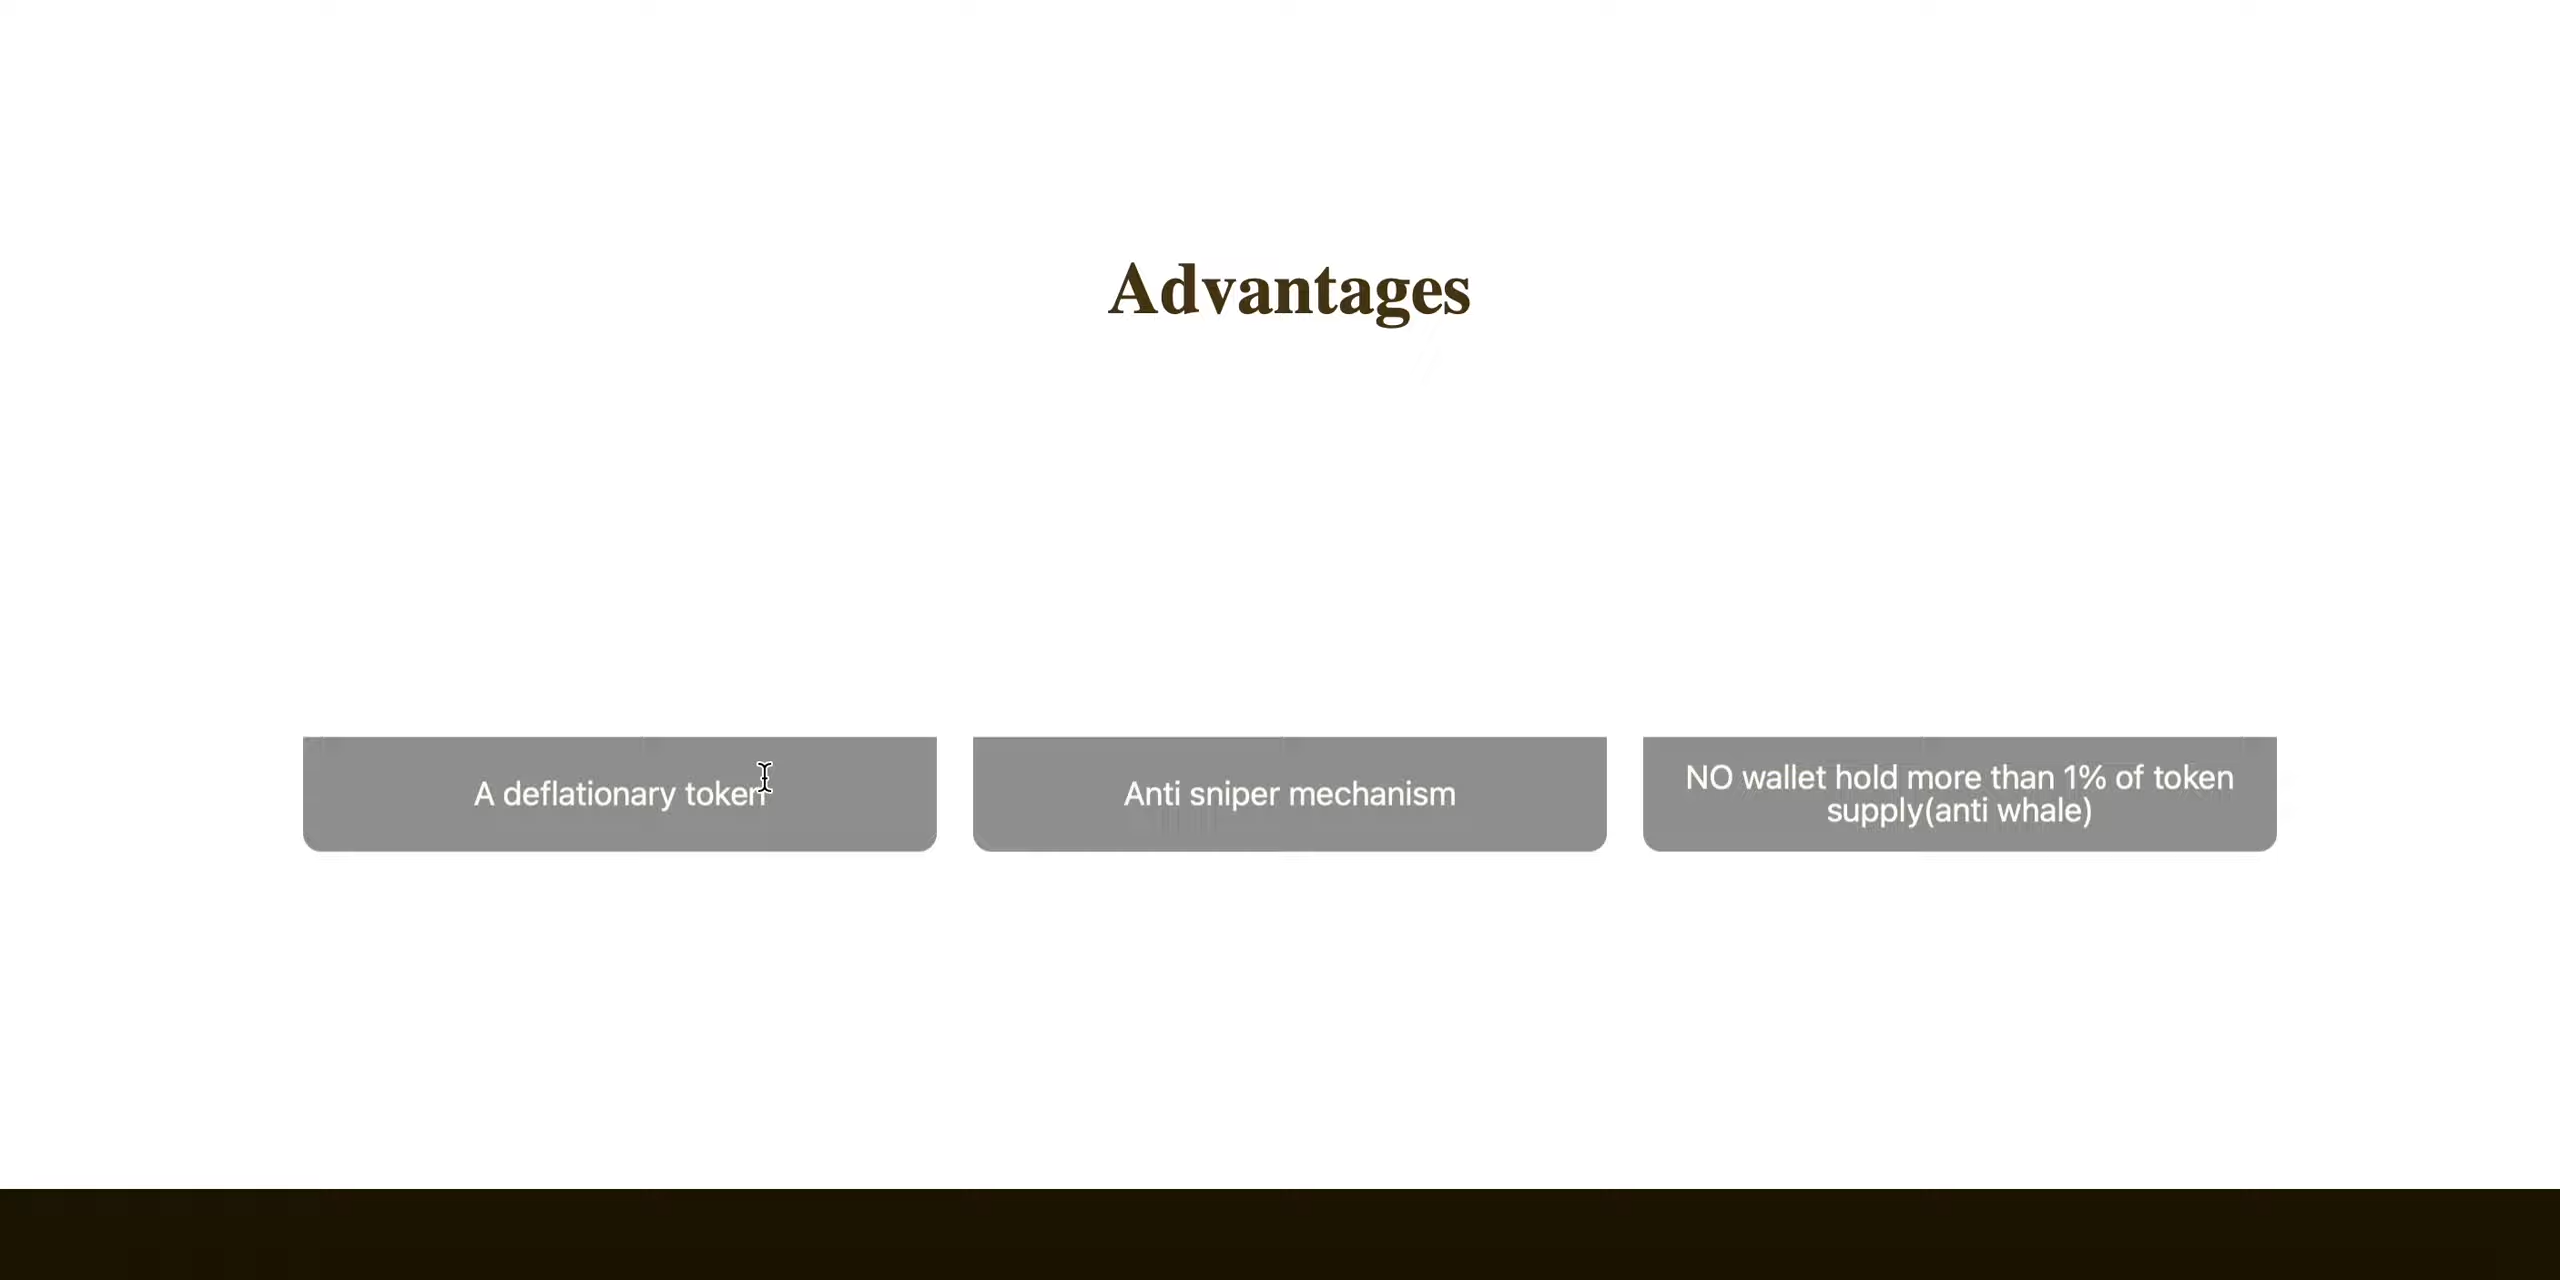 Advantages
A deflationary token
Anti sniper mechanism
NO wallet hold more than 1% of token
supply(anti whale)